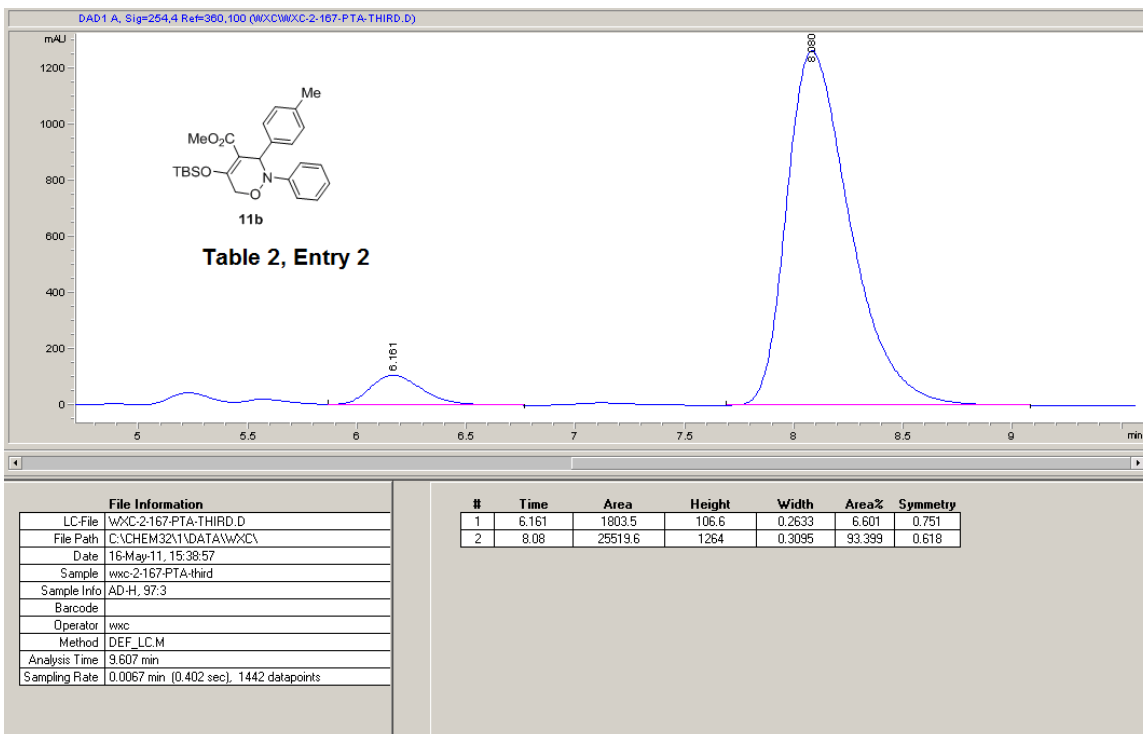 DAD1 A, Sig=254,4 Ref=360,100 (WXC\WXC-2-167-PTA-THIRD.D)
mAU
1200
1000
800
600
400
200
0
Me
MeO2C
TBSO
N
O
11b
Table 2, Entry 2
6.161
8.080
5 5.5 6 6.5 7 7.5 8 8.5 9 min
File Information
LC-File WXC-2-167-PTA-THIRD.D
File Path C:\CHEM32\1\DATA\WXC\
Date 16-May-11, 15:38:57
Sample wxc-2-167-PTA-third
Sample Info AD-H, 97:3
Barcode
Operator wxc
Method DEF_LC.M
Analysis Time 9.607 min
Sampling Rate 0.0067 min (0.402 sec), 1442 datapoints
# Time Area Height Width Area% Symmetry
1 6.161 1803.5 106.6 0.2633 6.601 0.751
2 8.08 25519.6 1264 0.3095 93.399 0.618